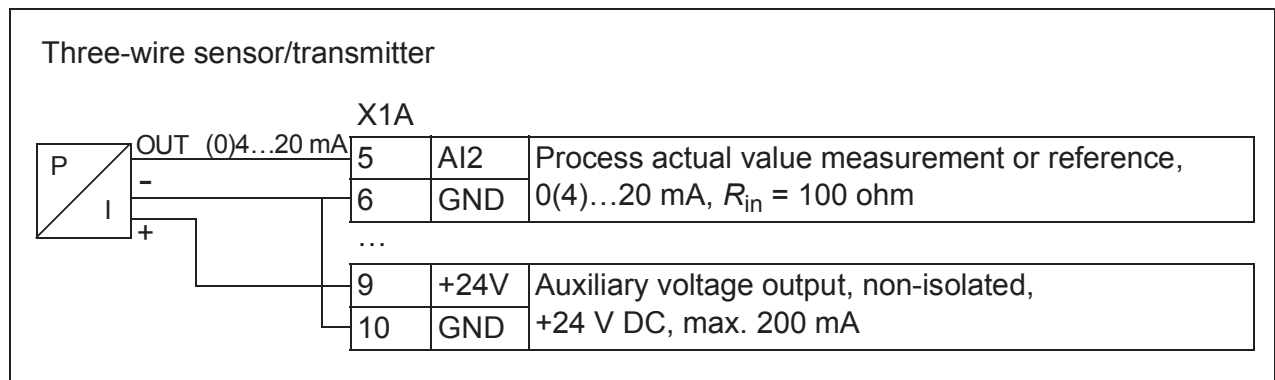 Three-wire sensor/transmitter
X1A
P
I
OUT (0)4…20 mA
-
+
5 AI2 Process actual value measurement or reference,
6 GND 0(4)…20 mA, Rin = 100 ohm
…
9 +24V Auxiliary voltage output, non-isolated,
10 GND +24 V DC, max. 200 mA